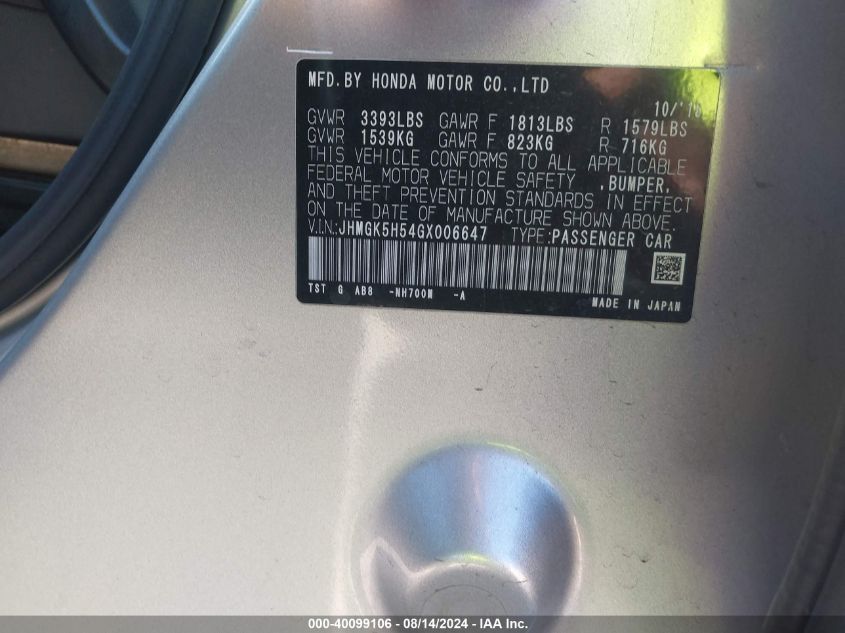 MFD.BY HONDA MOTOR CO.,LTD
GVWR 3393LBS GAWR F 1813LBS R 1579LBS
GVWR 1539KG GAWR F 823KG R 716KG
THIS VEHICLE CONFORMS TO ALL APPLICABLE
FEDERAL MOTOR VEHICLE SAFETY ,BUMPER,
AND THEFT PREVENTION STANDARDS IN EFFECT
ON THE DATE OF MANUFACTURE SHOWN ABOVE.
V.IN:JHMGK5H54GX006647 TYPE:PASSENGER CAR
TST G AB8 -NH700M -A
MADE IN JAPAN
000-40099106 - 08/14/2024 - IAA Inc.